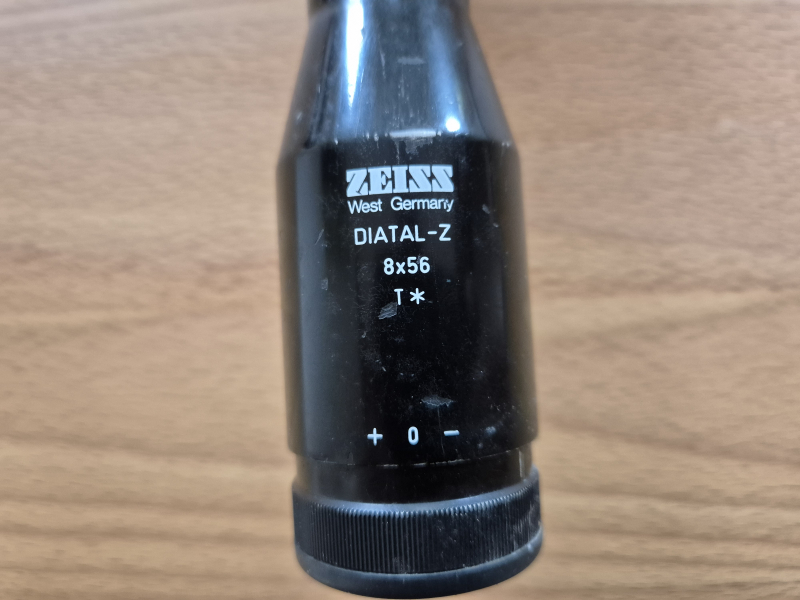 ZEISS
West Germany
DIATAL-Z
8x56
T*
+ 0 -